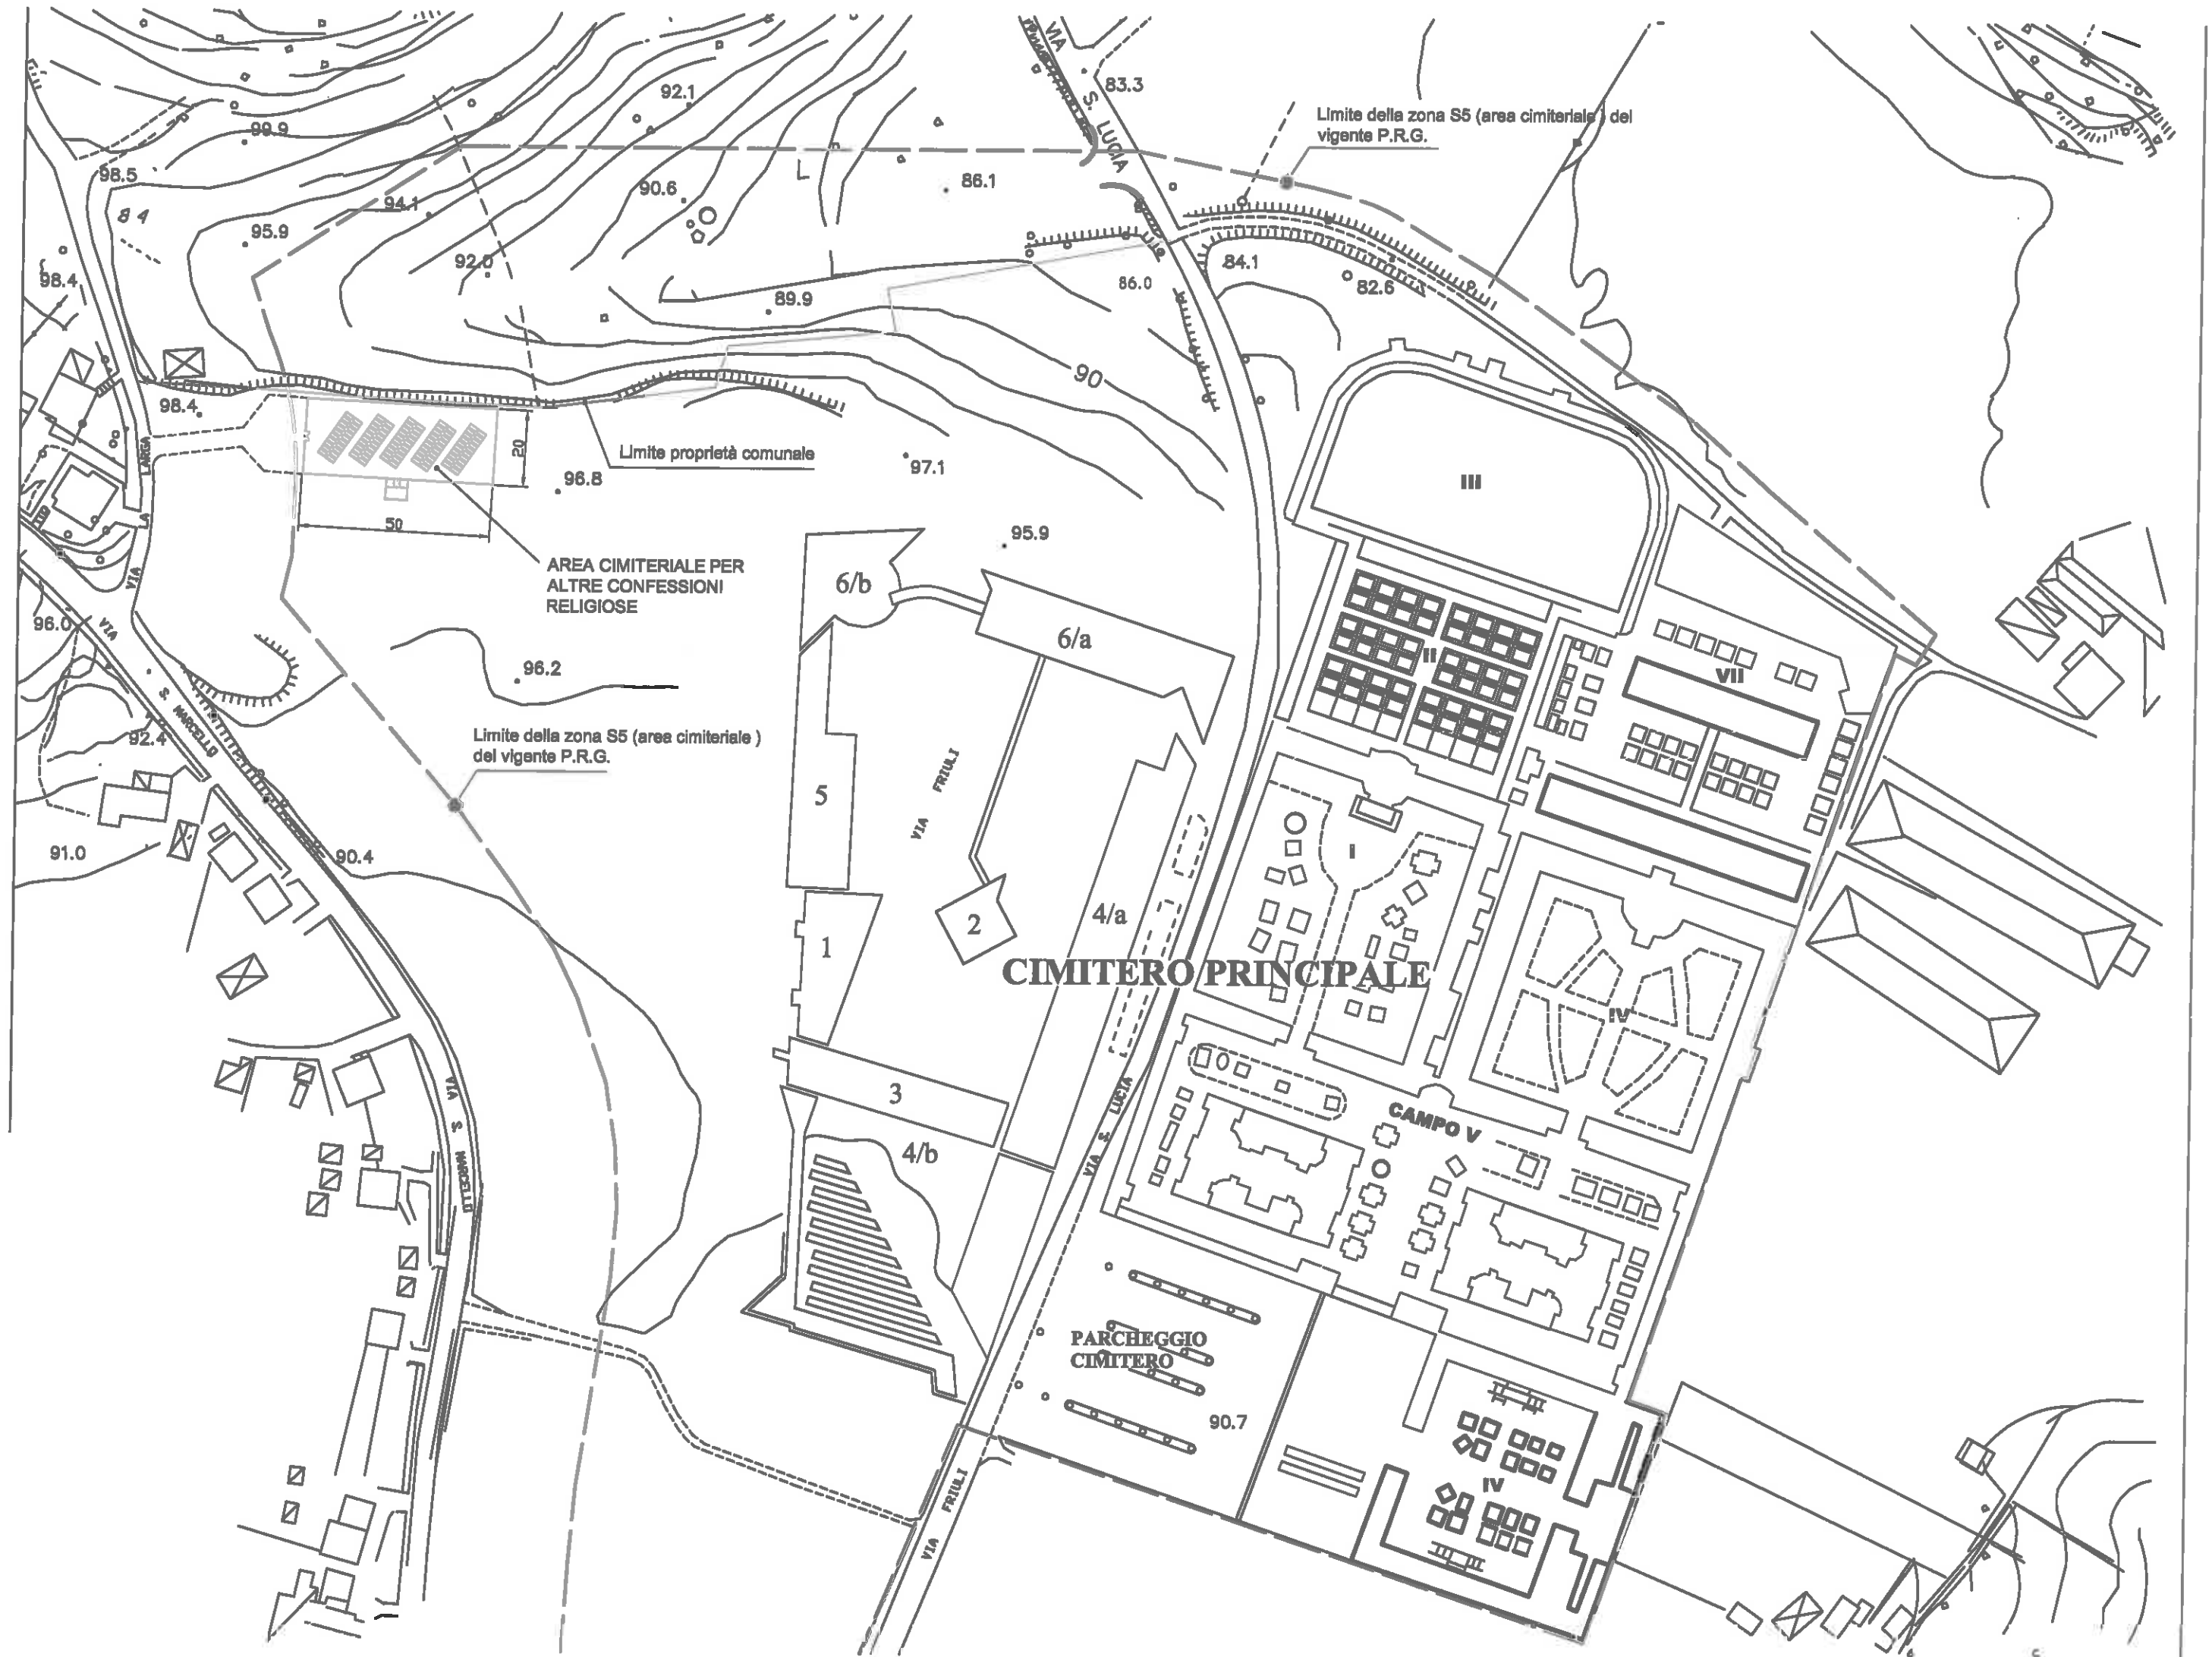 VIA
S. LUCIA
83.3
92.1
Limite della zona S5 (area cimiteriale ) del
vigente P.R.G.
99.9
98.5
8 4
94.1
90.6
86.1
L
95.9
92.0
98.4
89.9
86.0
84.1
82.6
90
98.4
VIA LA LARGA
20
Limite proprietà comunale
96.8
97.1
50
95.9
III
AREA CIMITERIALE PER
ALTRE CONFESSIONI
RELIGIOSE
6/b
6/a
96.0
96.2
II
VII
VIA S. MARCELLO
92.4
Limite della zona S5 (area cimiteriale )
del vigente P.R.G.
VIA FRIULI
5
I
91.0
90.4
1
2
4/a
CIMITERO PRINCIPALE
IV
VIA S. MARCELLO
3
VIA S. LUCIA
CAMPO V
4/b
PARCHEGGIO
CIMITERO
90.7
VIA FRIULI
IV